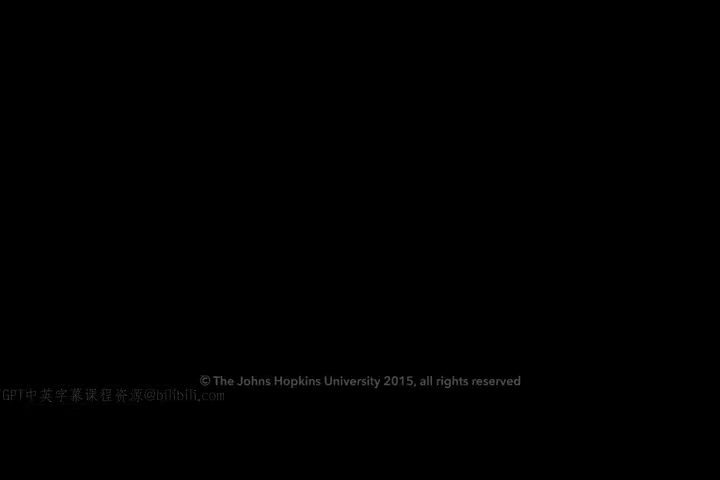 © The Johns Hopkins University 2015, all rights reserved
GPT中英字幕课程资源@bilibili.com